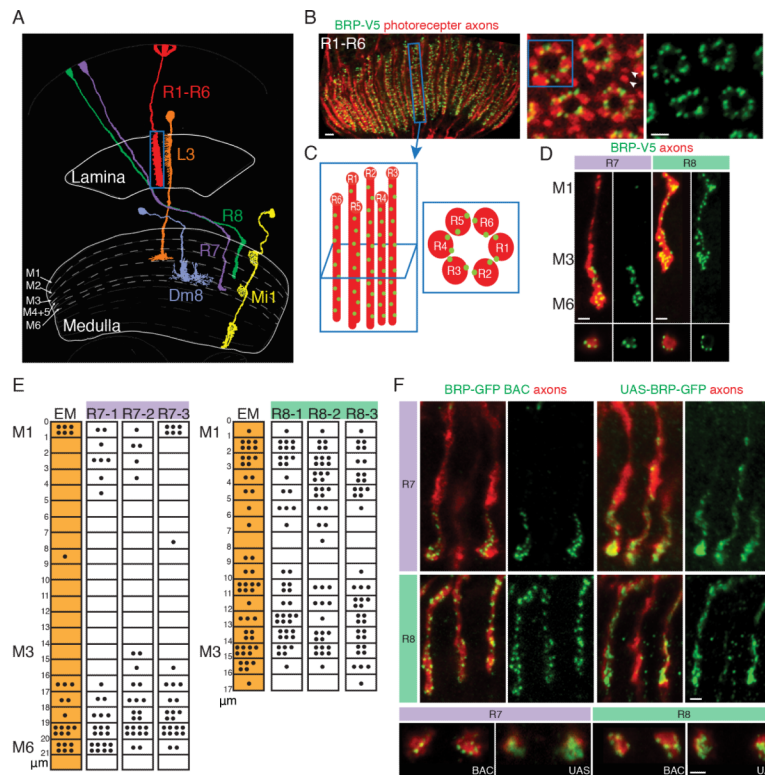 A
R1-R6
L3
Lamina
R8
R7
Dm8
Mi1
M1
M2
M3
M4+5
M6
Medulla
B
BRP-V5 photorecepter axons
R1-R6
C
R1
R2
R3
R6
R5
R4
R5
R6
R4
R1
R3
R2
D
BRP-V5 axons
R7
R8
M1
M3
M6
E
EM
R7-1
R7-2
R7-3
M1
M3
M6
0
1
2
3
4
5
6
7
8
9
10
11
12
13
14
15
16
17
18
19
20
21
µm
EM
R8-1
R8-2
R8-3
M1
M3
0
1
2
3
4
5
6
7
8
9
10
11
12
13
14
15
16
17
µm
F
BRP-GFP BAC axons
UAS-BRP-GFP axons
R7
R8
R7
R8
BAC
UAS
BAC